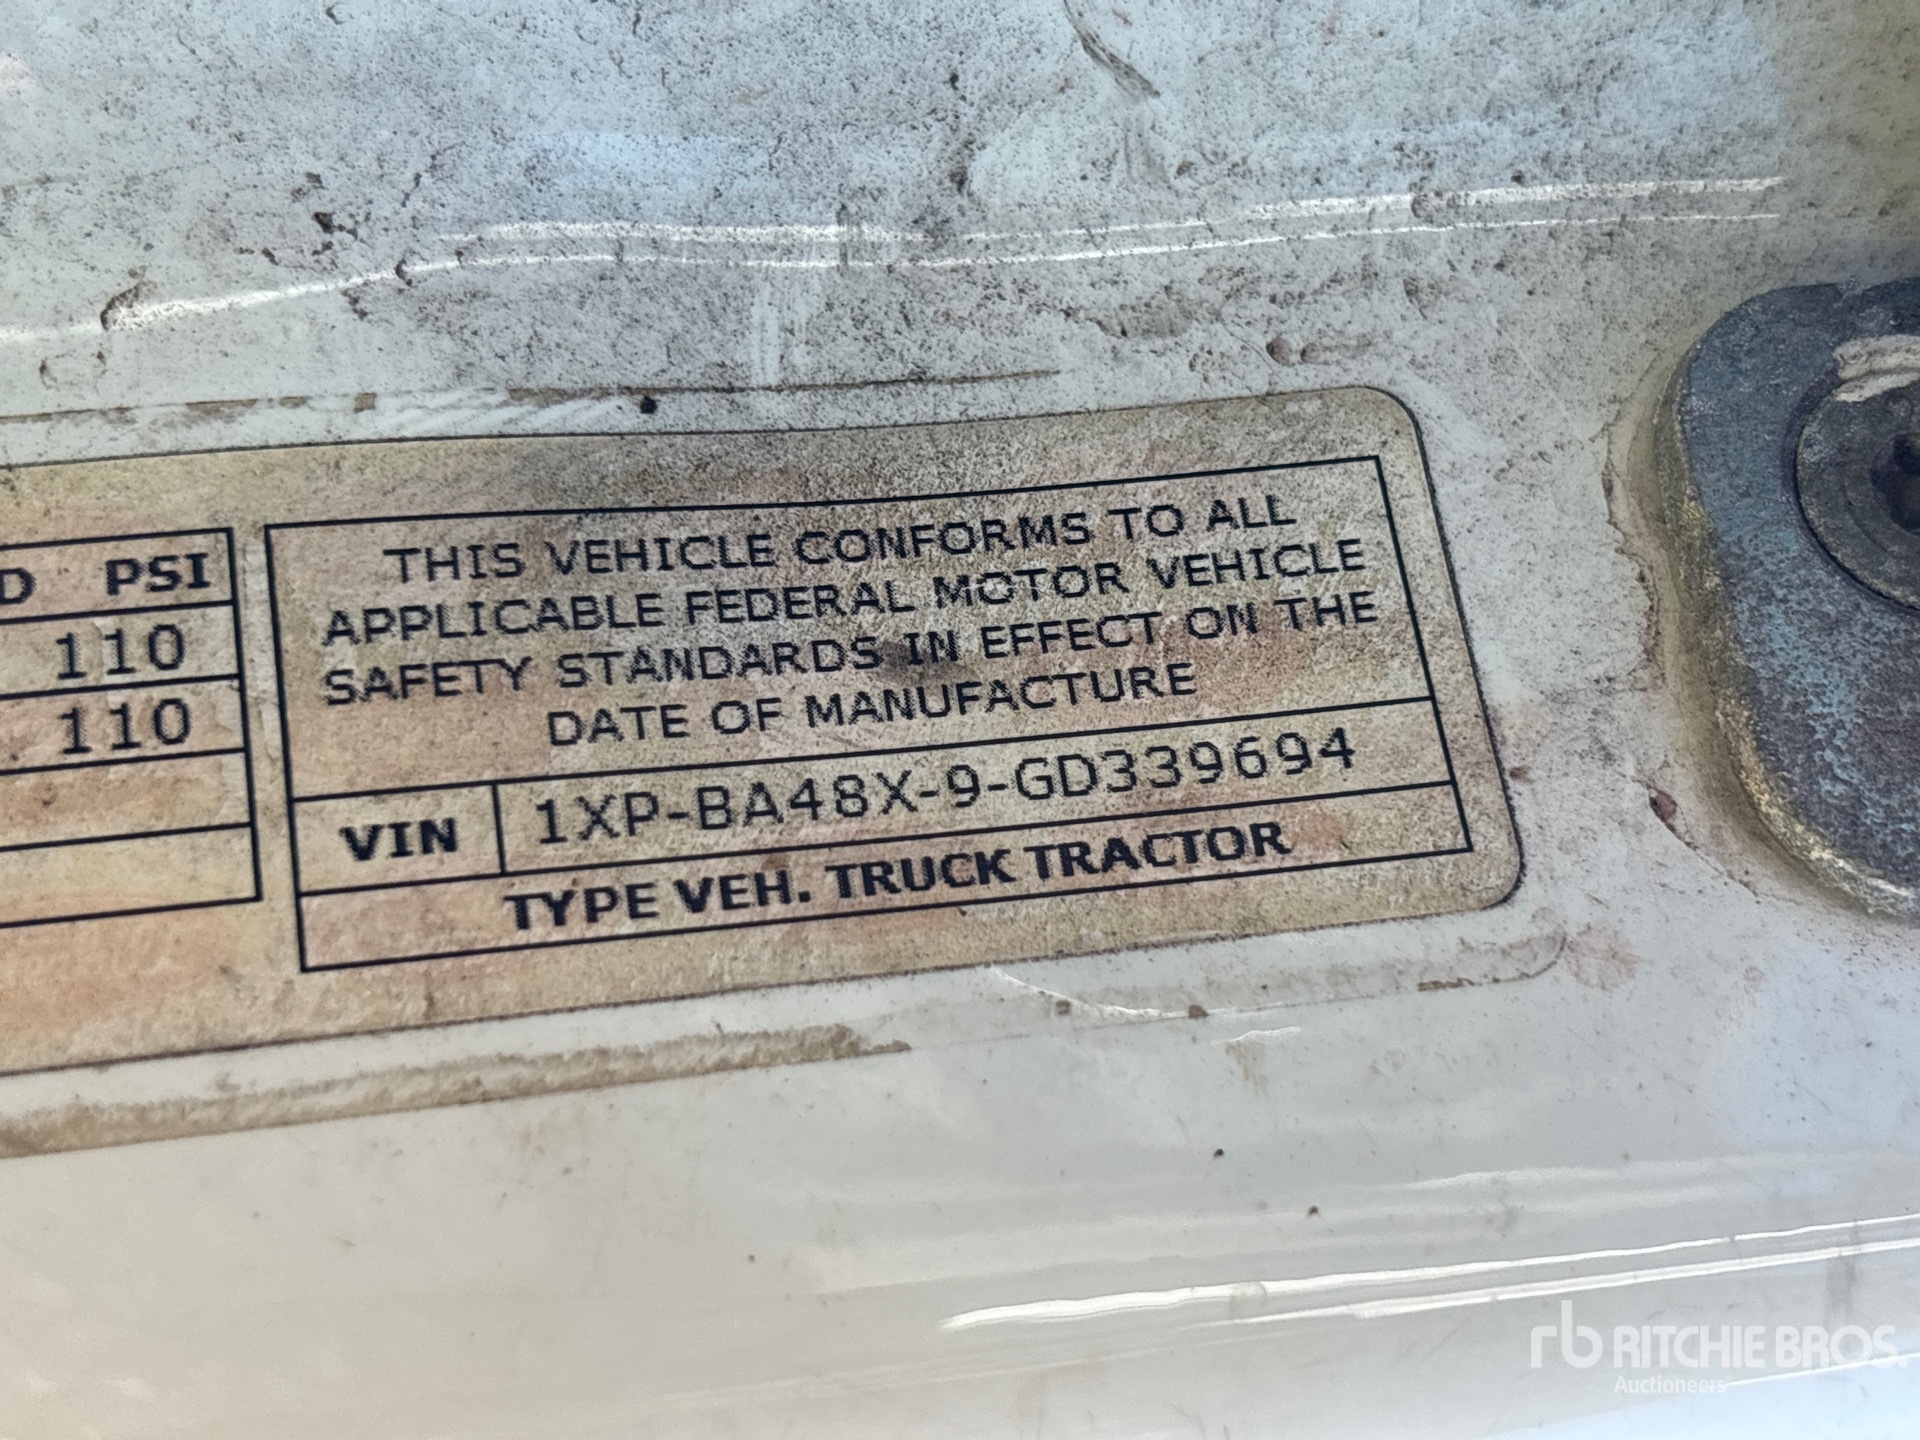 D PSI
110
110
THIS VEHICLE CONFORMS TO ALL
APPLICABLE FEDERAL MOTOR VEHICLE
SAFETY STANDARDS IN EFFECT ON THE
DATE OF MANUFACTURE
VIN 1XP-BA48X-9-GD339694
TYPE VEH. TRUCK TRACTOR
rb RITCHIE BROS.
Auctioneers